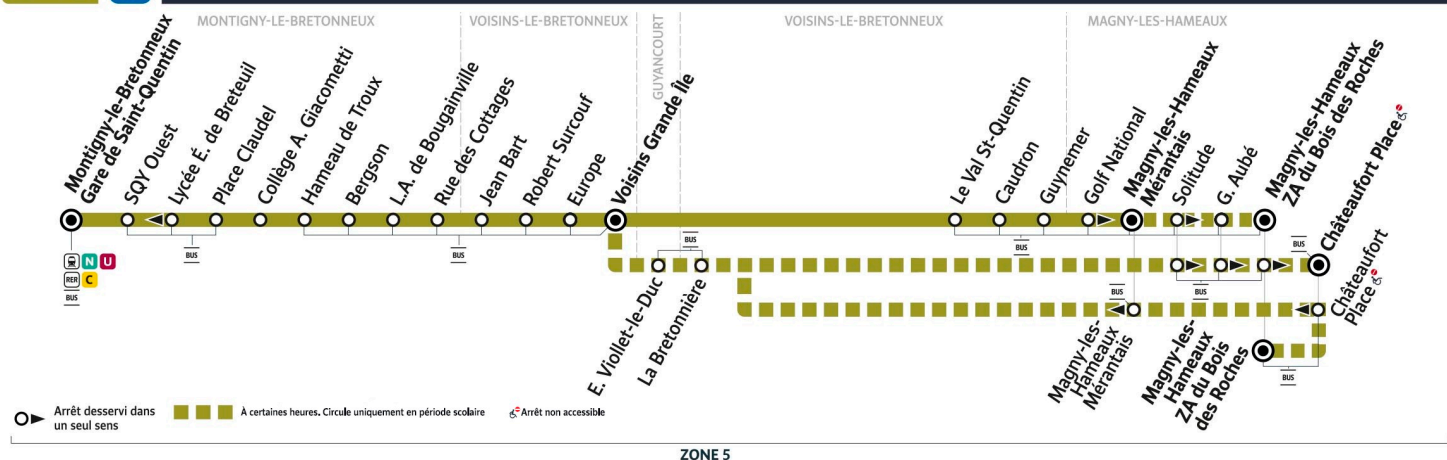 MONTIGNY-LE-BRETONNEUX
VOISINS-LE-BRETONNEUX
GUYANCOURT
VOISINS-LE-BRETONNEUX
MAGNY-LES-HAMEAUX
Montigny-le-Bretonneux
Gare de Saint-Quentin
SQY Ouest
Lycée É. de Breteuil
Place Claudel
Collège A. Giacometti
Hameau de Troux
Bergson
L.A. de Bougainville
Rue des Cottages
Jean Bart
Robert Surcouf
Europe
Voisins Grande Île
Le Val St-Quentin
Caudron
Guynemer
Golf National
Magny-les-Hameaux
Mérantais
Solitude
G. Aubé
Magny-les-Hameaux
ZA du Bois des Roches
Châteaufort Place
N U
RER C
BUS
BUS
BUS
BUS
BUS
BUS
BUS
BUS
BUS
E. Viollet-le-Duc
La Bretonnière
Magny-les-
Hameaux
Mérantais
Magny-les-
Hameaux
ZA du Bois
des Roches
Châteaufort
Place
Arrêt desservi dans
un seul sens
À certaines heures. Circule uniquement en période scolaire
Arrêt non accessible
ZONE 5